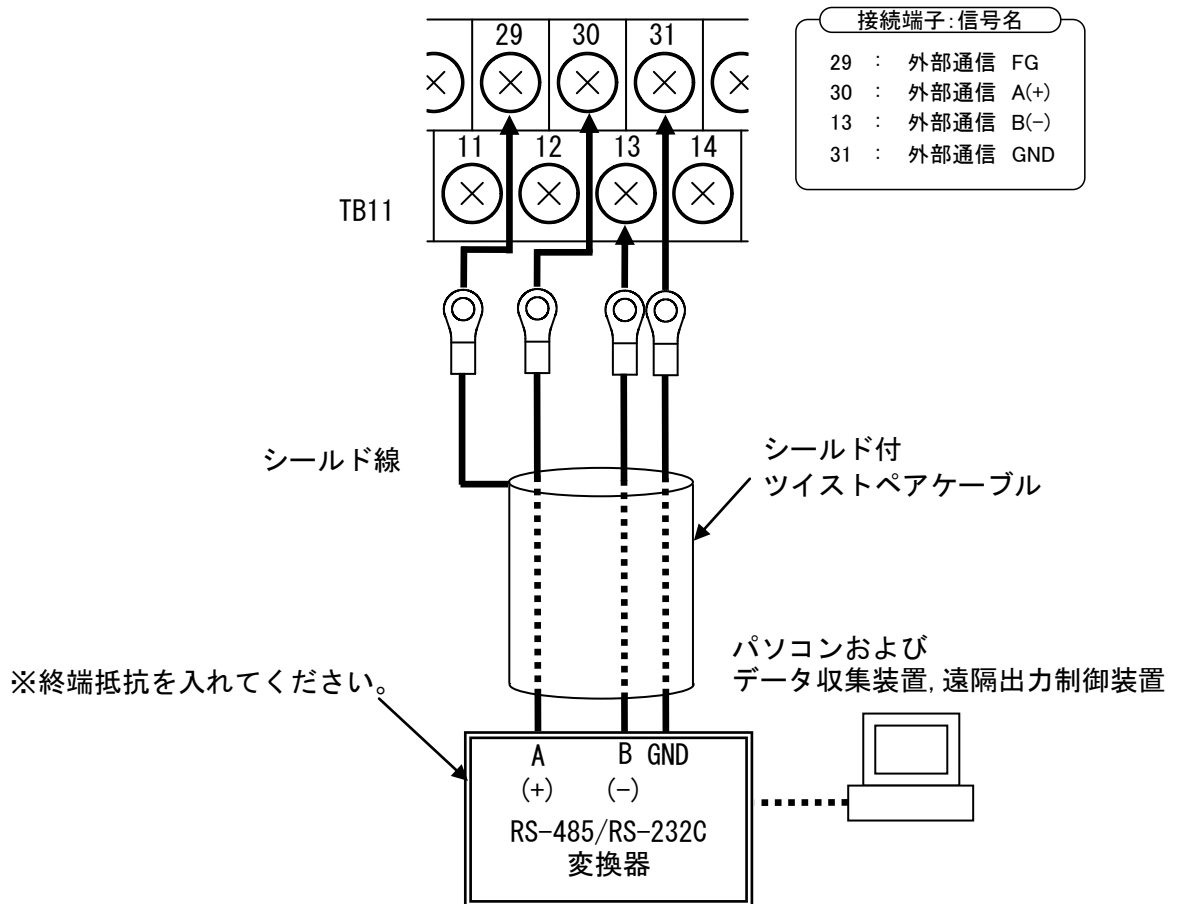 29 30 31
11 12 13 14
TB11
接続端子:信号名
29 : 外部通信 FG
30 : 外部通信 A(+)
13 : 外部通信 B(−)
31 : 外部通信 GND
シールド線
シールド付
ツイストペアケーブル
※終端抵抗を入れてください。
パソコンおよび
データ収集装置, 遠隔出力制御装置
A B GND
(+) (−)
RS−485/RS−232C
変換器